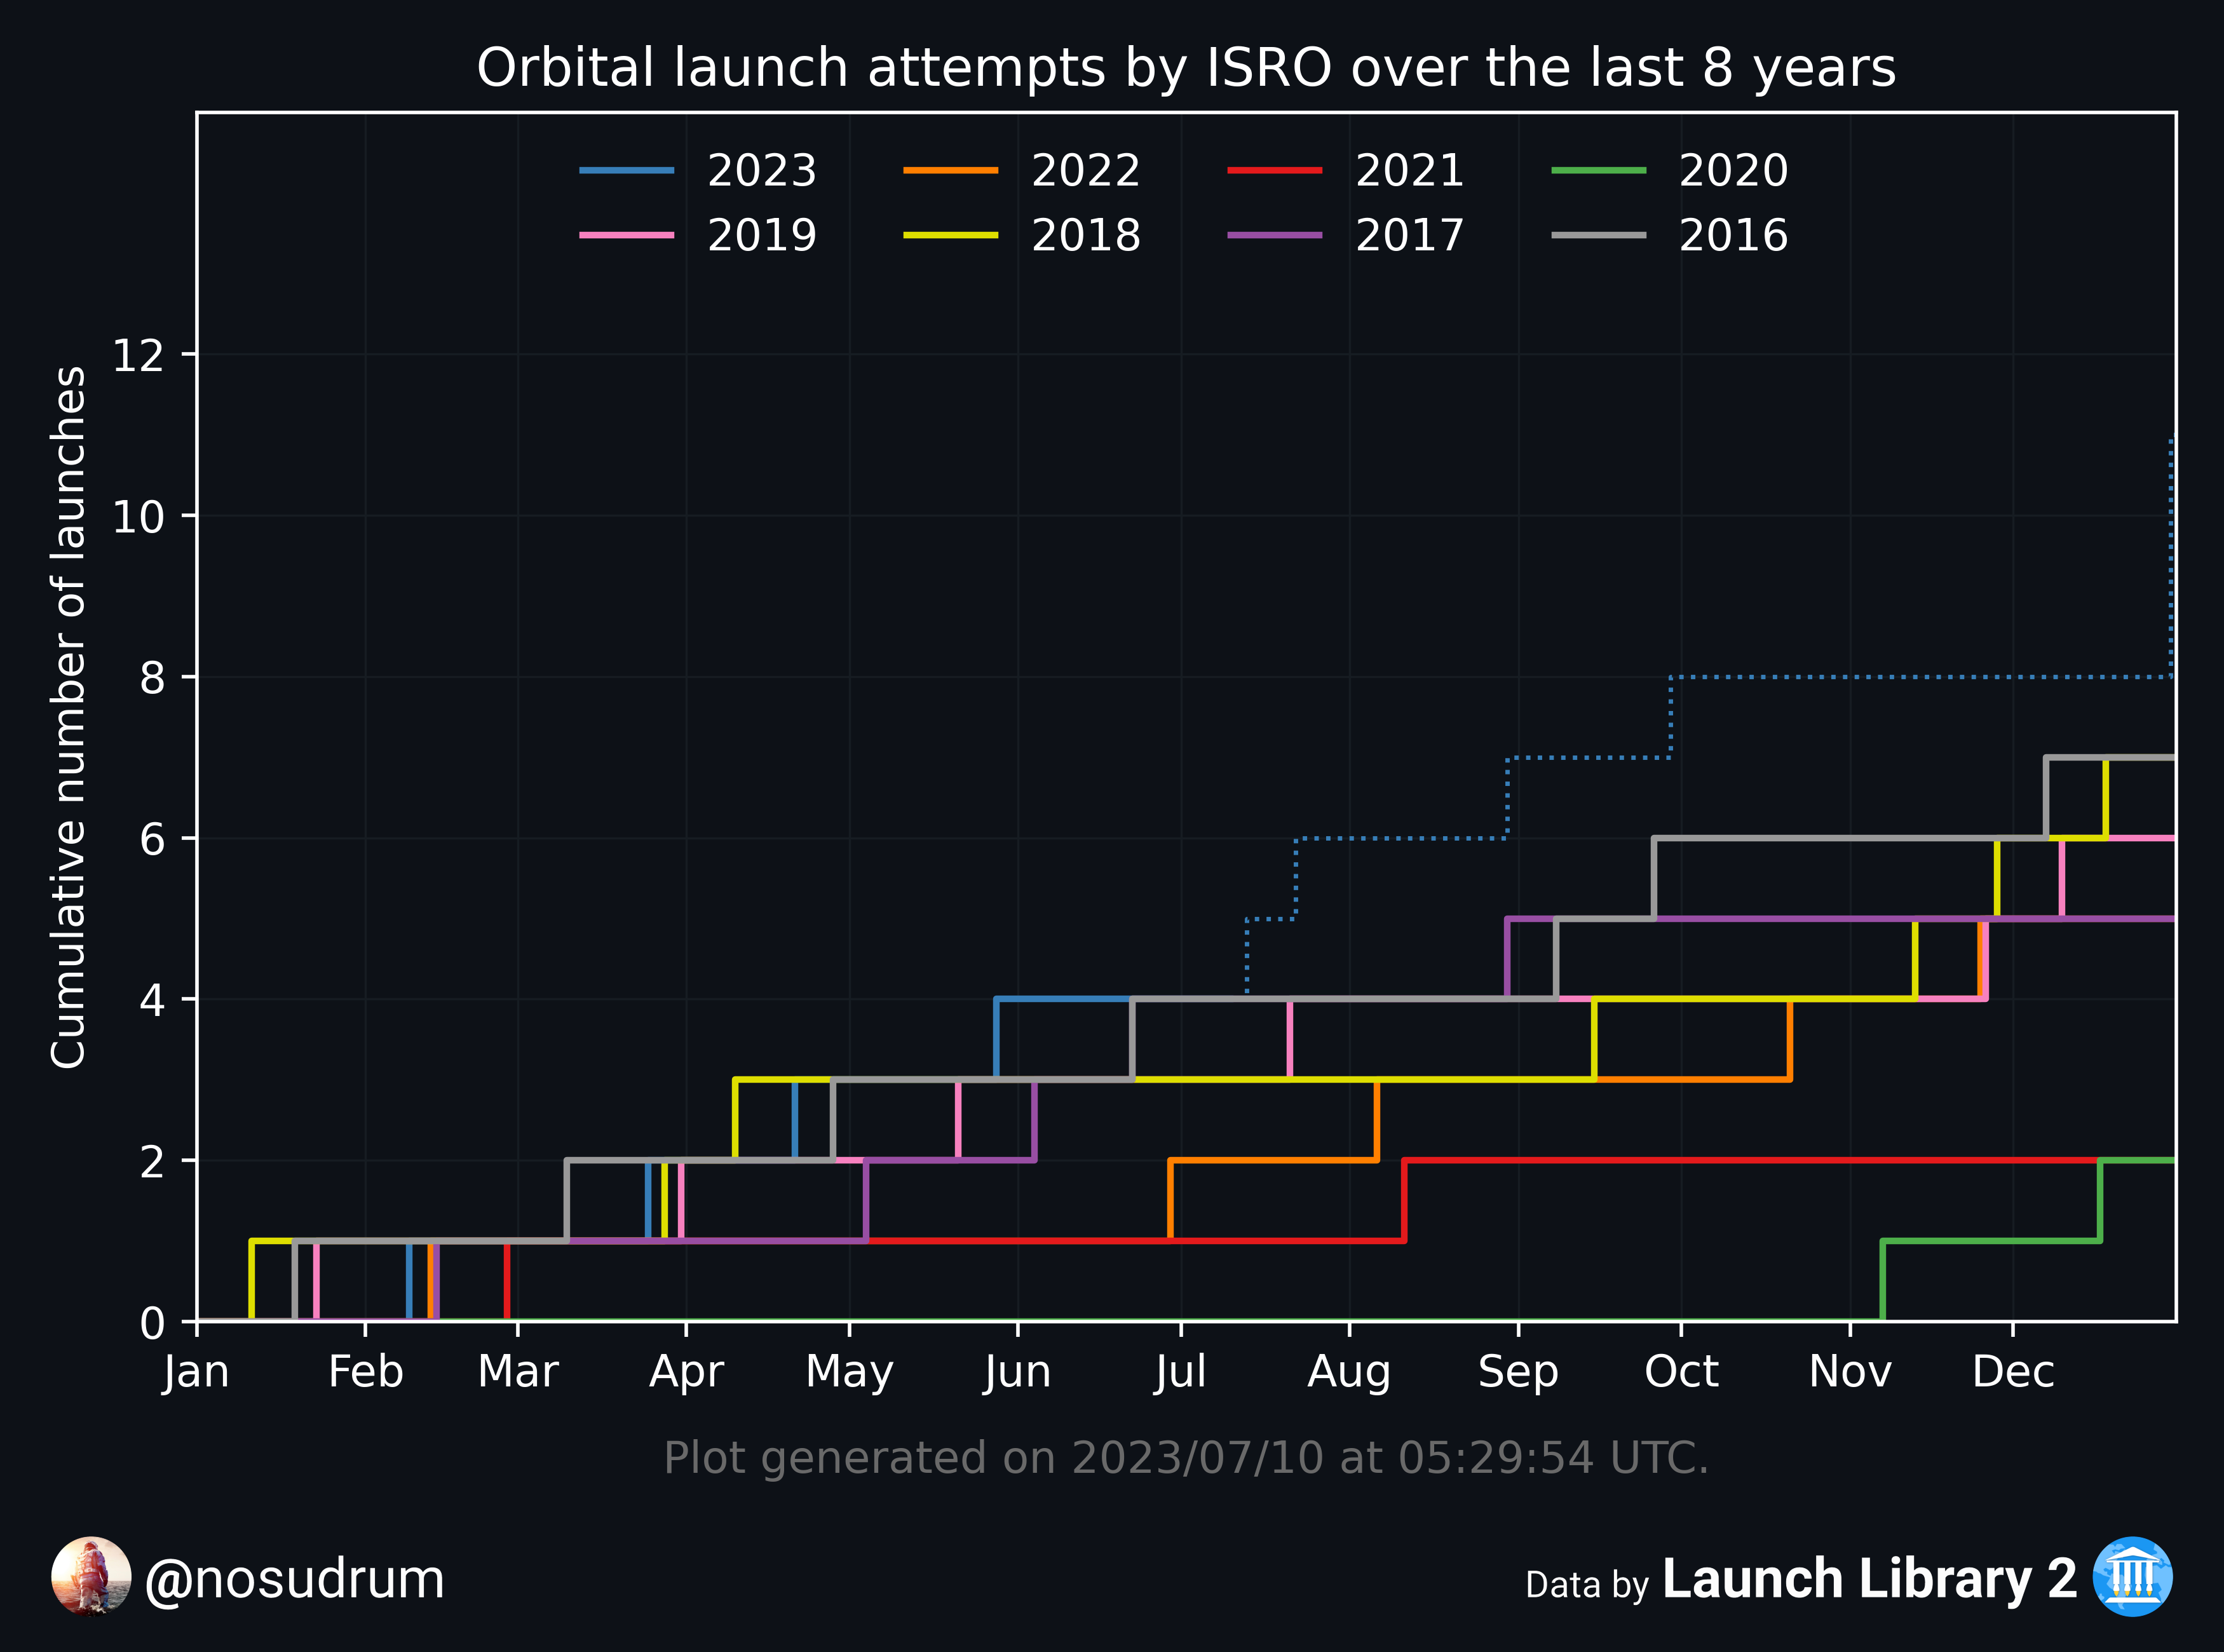 Orbital launch attempts by ISRO over the last 8 years
2023 2022 2021 2020
2019 2018 2017 2016
Cumulative number of launches
12
10
8
6
4
2
0
Jan Feb Mar Apr May Jun Jul Aug Sep Oct Nov Dec
Plot generated on 2023/07/10 at 05:29:54 UTC.
@nosudrum
Data by Launch Library 2